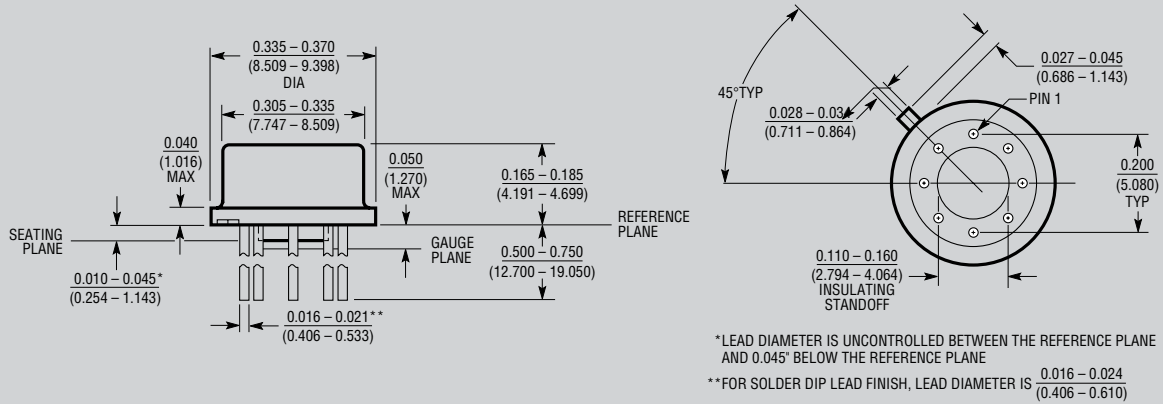 0.335 – 0.370
(8.509 – 9.398)
DIA
0.305 – 0.335
(7.747 – 8.509)
0.040
(1.016)
MAX
0.050
(1.270)
MAX
0.165 – 0.185
(4.191 – 4.699)
SEATING
PLANE
REFERENCE
PLANE
GAUGE
PLANE
0.500 – 0.750
(12.700 – 19.050)
0.010 – 0.045*
(0.254 – 1.143)
0.016 – 0.021**
(0.406 – 0.533)
45°TYP
0.027 – 0.045
(0.686 – 1.143)
PIN 1
0.028 – 0.03
(0.711 – 0.864)
0.200
(5.080)
TYP
0.110 – 0.160
(2.794 – 4.064)
INSULATING
STANDOFF
*LEAD DIAMETER IS UNCONTROLLED BETWEEN THE REFERENCE PLANE
AND 0.045" BELOW THE REFERENCE PLANE
**FOR SOLDER DIP LEAD FINISH, LEAD DIAMETER IS 0.016 – 0.024
(0.406 – 0.610)